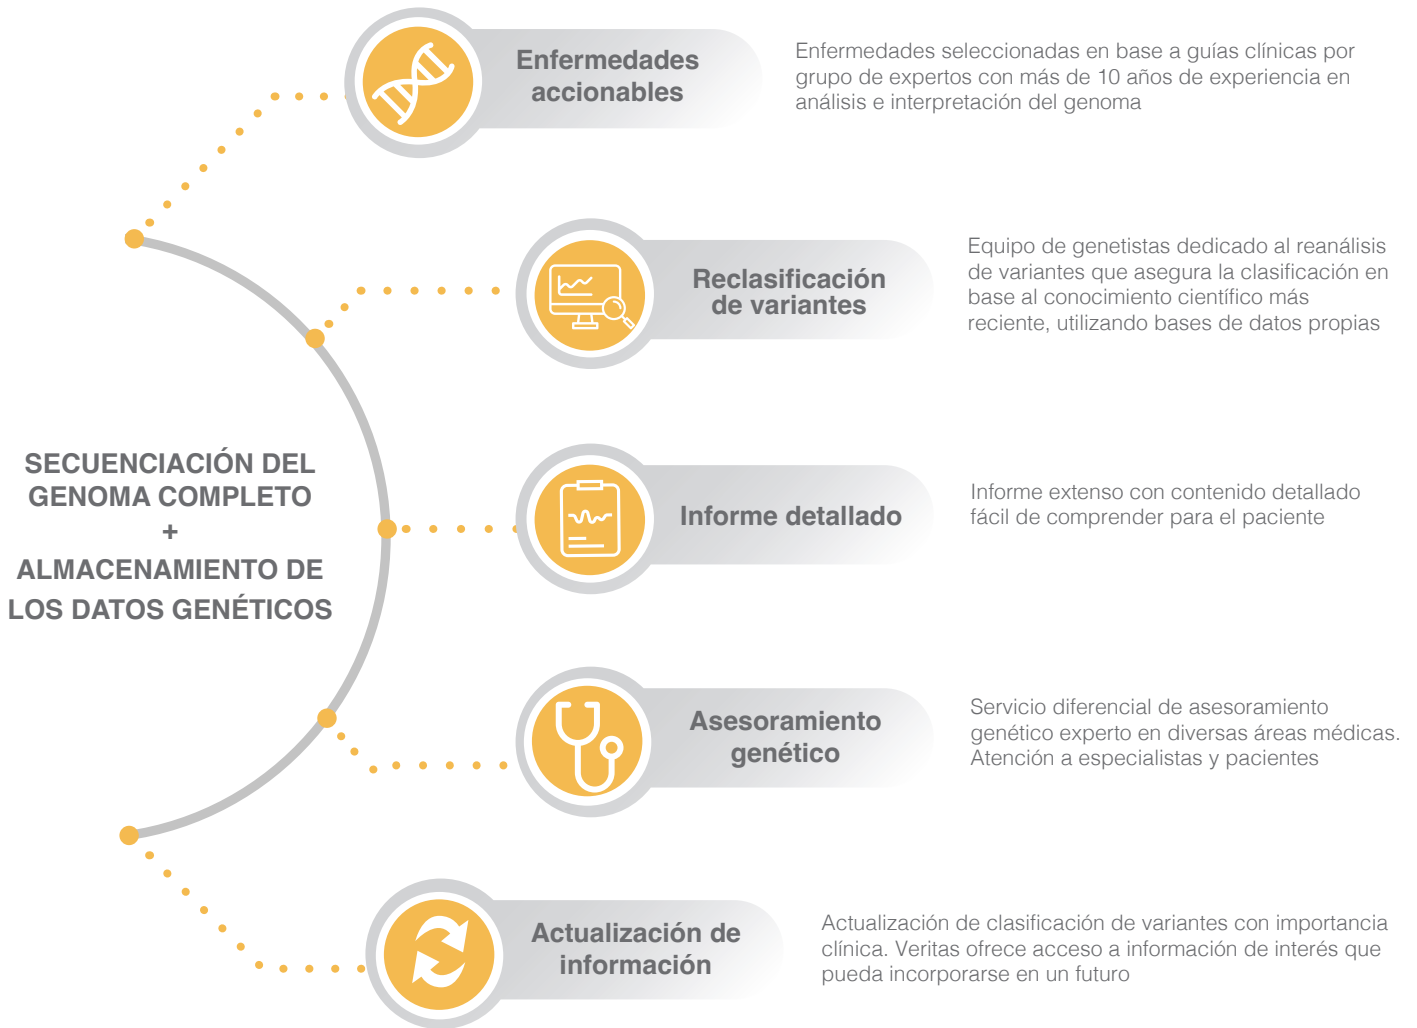 Enfermedades
accionables
Enfermedades seleccionadas en base a guías clínicas por
grupo de expertos con más de 10 años de experiencia en
análisis e interpretación del genoma
Reclasificación
de variantes
Equipo de genetistas dedicado al reanálisis
de variantes que asegura la clasificación en
base al conocimiento científico más
reciente, utilizando bases de datos propias
SECUENCIACIÓN DEL
GENOMA COMPLETO
+
ALMACENAMIENTO DE
LOS DATOS GENÉTICOS
Informe detallado
Informe extenso con contenido detallado
fácil de comprender para el paciente
Asesoramiento
genético
Servicio diferencial de asesoramiento
genético experto en diversas áreas médicas.
Atención a especialistas y pacientes
Actualización de
información
Actualización de clasificación de variantes con importancia
clínica. Veritas ofrece acceso a información de interés que
pueda incorporarse en un futuro